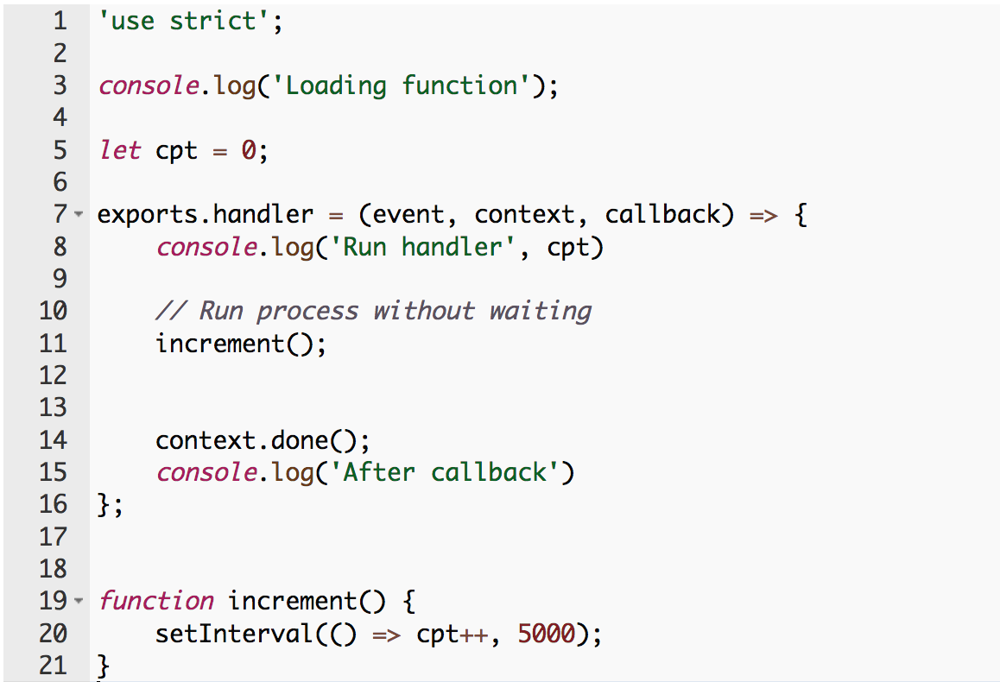 1 'use strict';
2
3 console.log('Loading function');
4
5 let cpt = 0;
6
7 exports.handler = (event, context, callback) => {
8     console.log('Run handler', cpt)
9
10     // Run process without waiting
11     increment();
12
13
14     context.done();
15     console.log('After callback')
16 };
17
18
19 function increment() {
20     setInterval(() => cpt++, 5000);
21 }